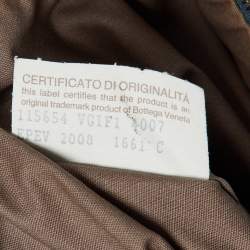 CERTIFICATO DI ORIGINALITÀ
this label certifies that the product is an
original trademark product of Bottega Veneta
115654 VGIF1 4007
EPEV 2008 1661 C